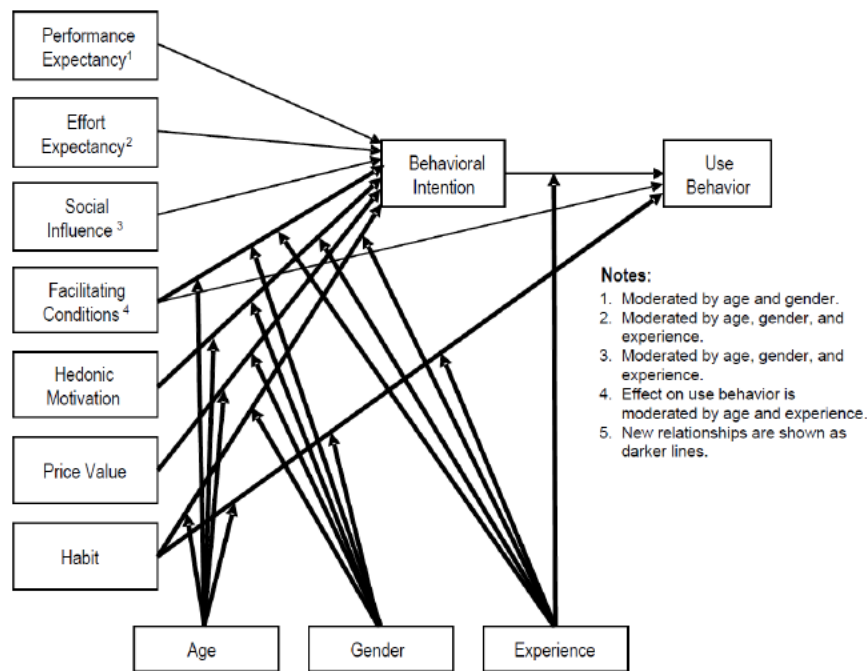 Performance
Expectancy1
Effort
Expectancy2
Social
Influence 3
Facilitating
Conditions 4
Hedonic
Motivation
Price Value
Habit
Behavioral
Intention
Use
Behavior
Notes:
1. Moderated by age and gender.
2. Moderated by age, gender, and
experience.
3. Moderated by age, gender, and
experience.
4. Effect on use behavior is
moderated by age and experience.
5. New relationships are shown as
darker lines.
Age
Gender
Experience